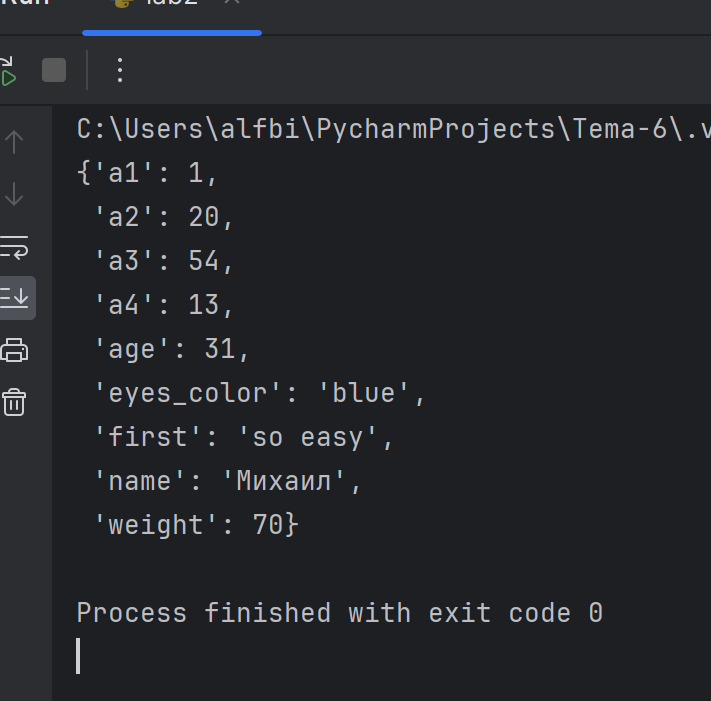 Run lab2
C:\Users\alfbi\PycharmProjects\Tema-6\.v
{'a1': 1,
 'a2': 20,
 'a3': 54,
 'a4': 13,
 'age': 31,
 'eyes_color': 'blue',
 'first': 'so easy',
 'name': 'Михаил',
 'weight': 70}
Process finished with exit code 0